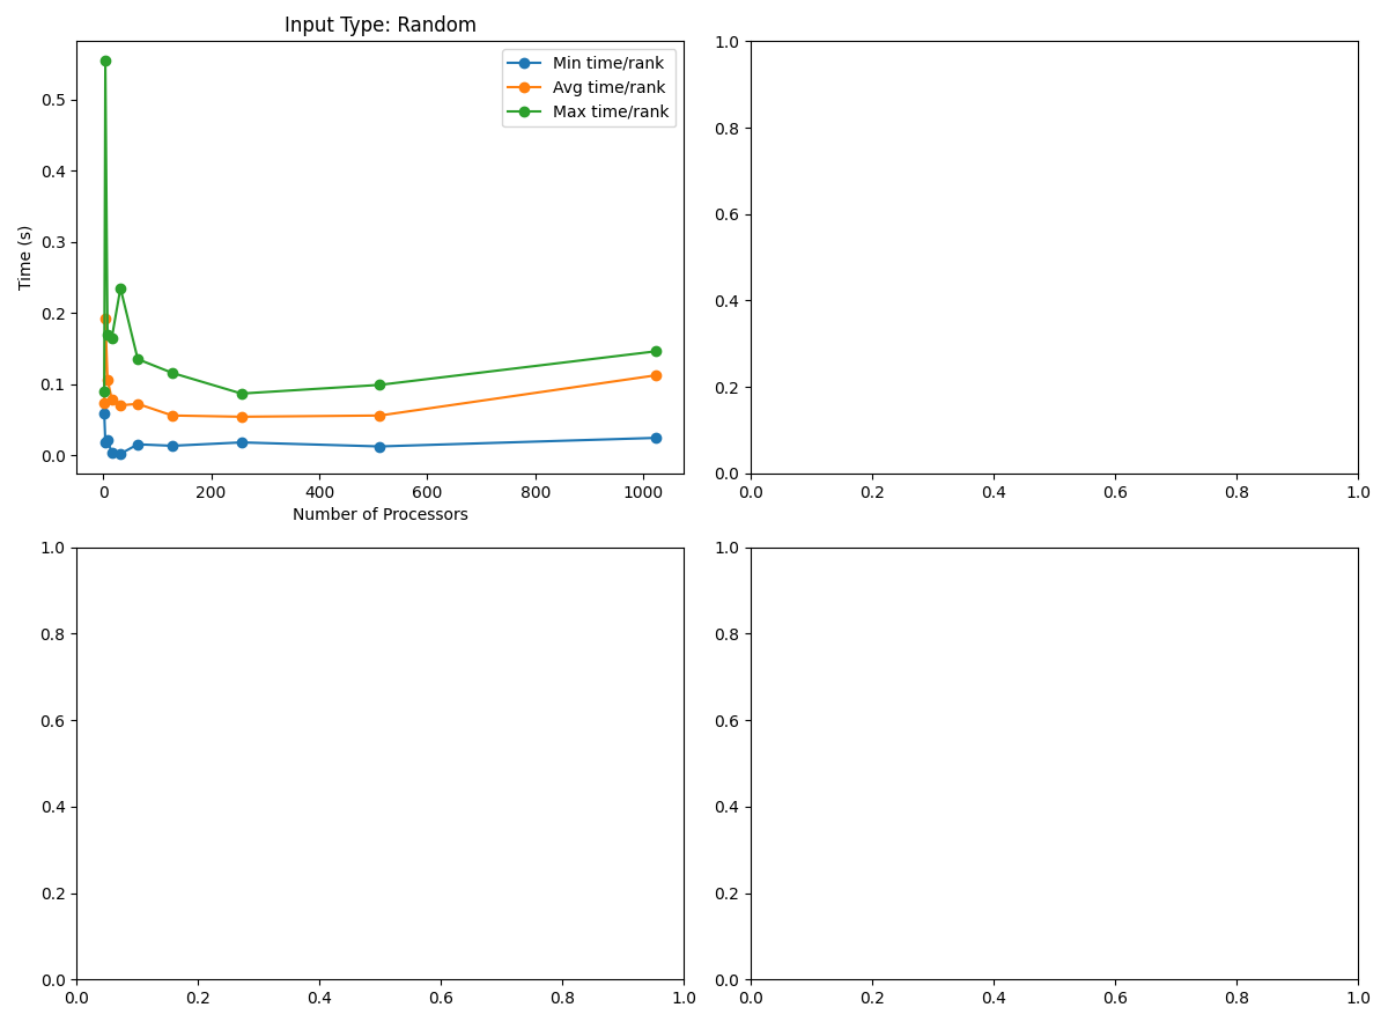 Input Type: Random
Min time/rank
Avg time/rank
Max time/rank
Time (s)
0.5
0.4
0.3
0.2
0.1
0.0
0 200 400 600 800 1000
Number of Processors
1.0
0.8
0.6
0.4
0.2
0.0
0.0 0.2 0.4 0.6 0.8 1.0
1.0
0.8
0.6
0.4
0.2
0.0
0.0 0.2 0.4 0.6 0.8 1.0
1.0
0.8
0.6
0.4
0.2
0.0
0.0 0.2 0.4 0.6 0.8 1.0